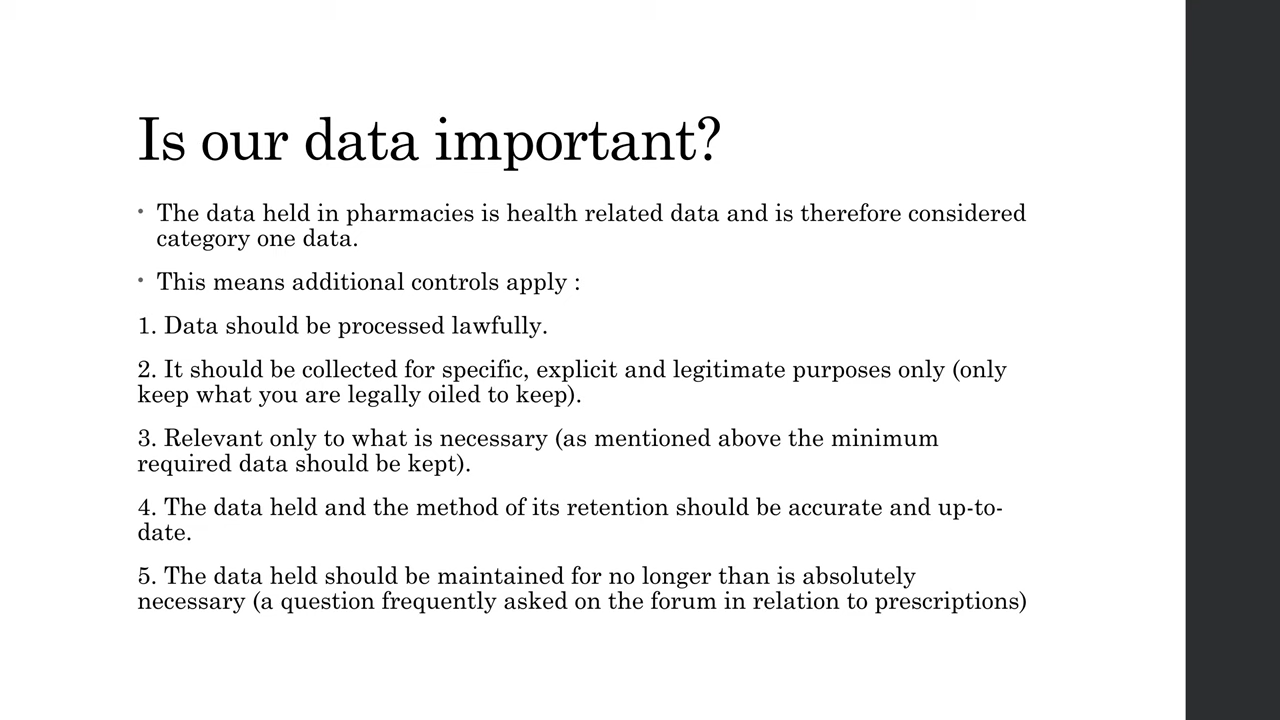 Is our data important?
• The data held in pharmacies is health related data and is therefore considered
category one data.
• This means additional controls apply :
1. Data should be processed lawfully.
2. It should be collected for specific, explicit and legitimate purposes only (only
keep what you are legally oiled to keep).
3. Relevant only to what is necessary (as mentioned above the minimum
required data should be kept).
4. The data held and the method of its retention should be accurate and up-to-
date.
5. The data held should be maintained for no longer than is absolutely
necessary (a question frequently asked on the forum in relation to prescriptions)